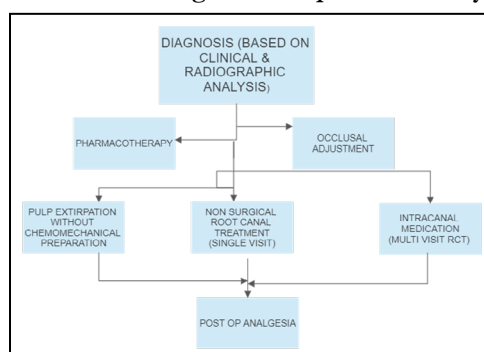 DIAGNOSIS (BASED ON
CLINICAL &
RADIOGRAPHIC
ANALYSIS)
PHARMACOTHERAPY
OCCLUSAL
ADJUSTMENT
PULP EXTIRPATION
WITHOUT
CHEMOMECHANICAL
PREPARATION
NON SURGICAL
ROOT CANAL
TREATMENT
(SINGLE VISIT)
INTRACANAL
MEDICATION
(MULTI VISIT RCT)
POST OP ANALGESIA